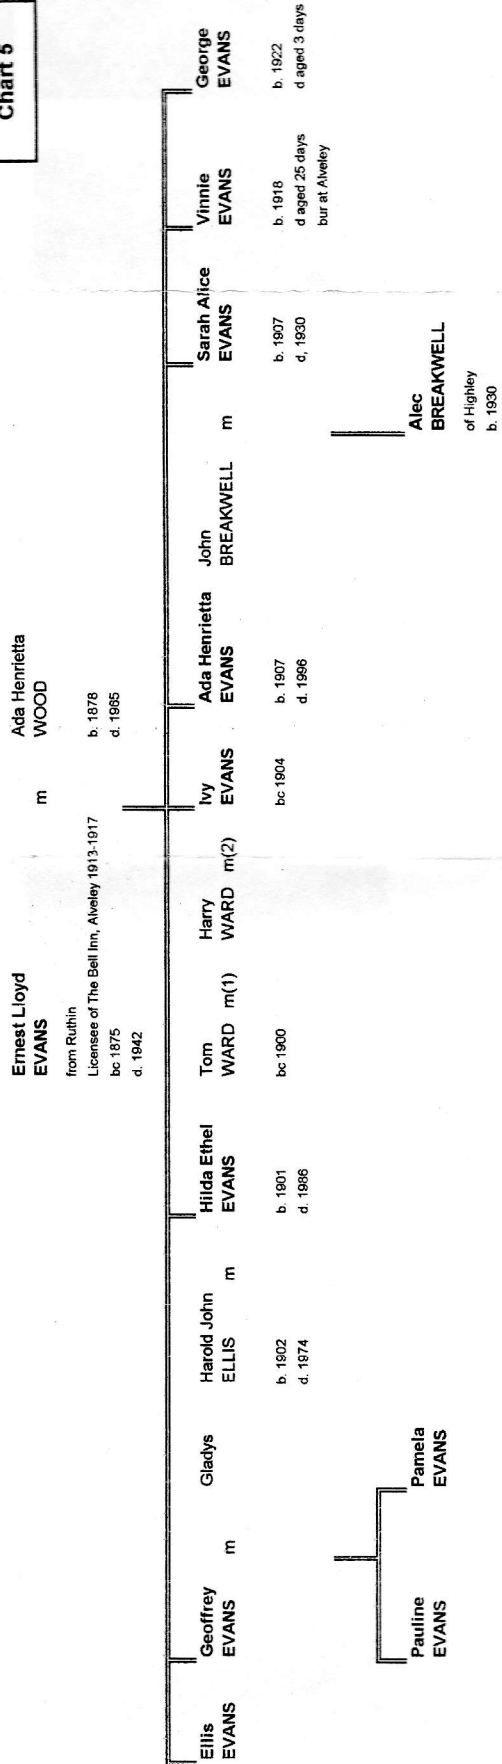 Chart 5
Ernest Lloyd
EVANS
from Ruthin
Licensee of The Bell Inn, Alveley 1913-1917
bc 1875
d. 1942
m
Ada Henrietta
WOOD
b. 1878
d. 1965
Ellis
EVANS
Geoffrey
EVANS
m
Gladys
Harold John
ELLIS
b. 1902
d. 1974
m
Hilda Ethel
EVANS
b. 1901
d. 1986
Tom
WARD m(1)
bc 1900
Harry
WARD m(2)
Ivy
EVANS
bc 1904
Ada Henrietta
EVANS
b. 1907
d. 1996
John
BREAKWELL
m
Sarah Alice
EVANS
b. 1907
d, 1930
Vinnie
EVANS
b. 1918
d aged 25 days
bur at Alveley
George
EVANS
b. 1922
d aged 3 days
Pauline
EVANS
Pamela
EVANS
Alec
BREAKWELL
of Highley
b. 1930